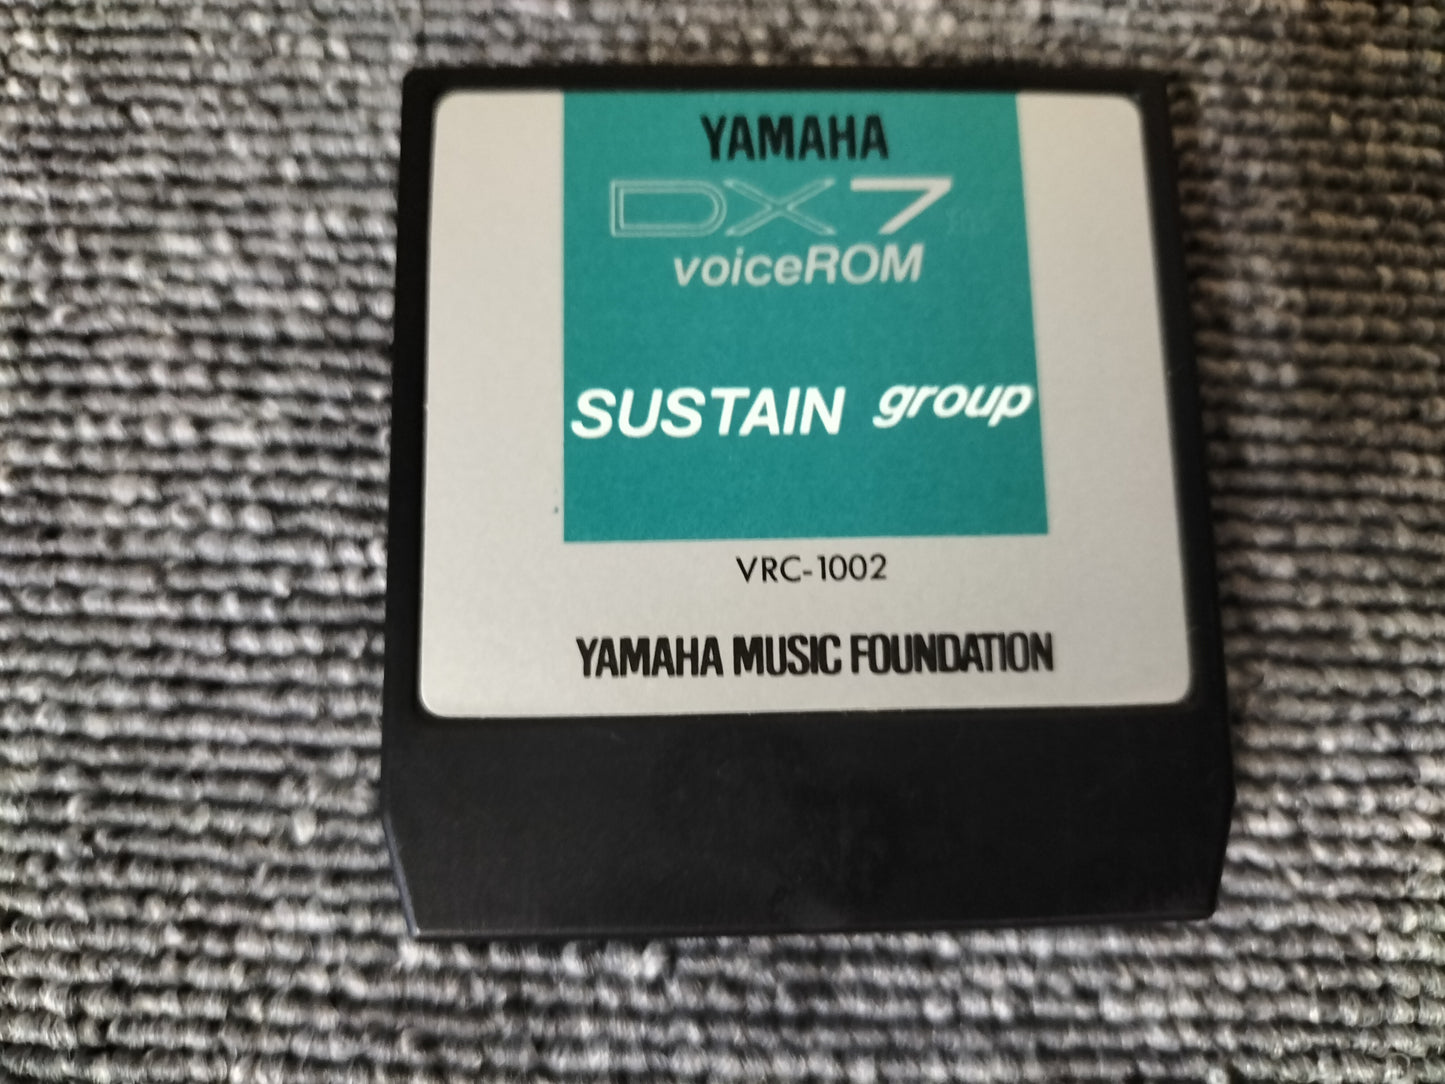 YAMAHA
DX7
voiceROM
SUSTAIN group
VRC-1002
YAMAHA MUSIC FOUNDATION